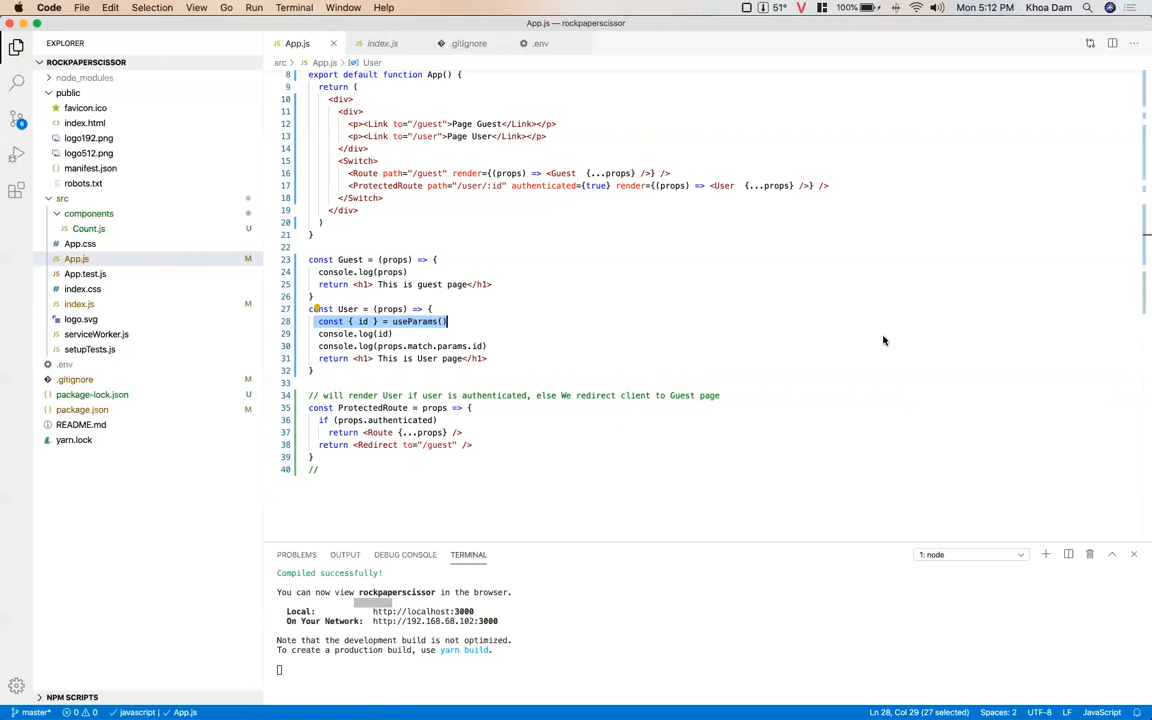 Code File Edit Selection View Go Run Terminal Window Help 51° 100% Mon 5:12 PM Khoa Dam
App.js — rockpaperscissor
EXPLORER
App.js index.js .gitignore .env
src > App.js > User
ROCKPAPERSCISSOR
node_modules
public
favicon.ico
index.html
logo192.png
logo512.png
manifest.json
robots.txt
src
components
Count.js U
App.css
App.js M
App.test.js
index.css
index.js M
logo.svg
serviceWorker.js
setupTests.js
.env
.gitignore M
package-lock.json U
package.json M
README.md
yarn.lock
8 export default function App() {
9 return (
10 <div>
11 <div>
12 <p><Link to="/guest">Page Guest</Link></p>
13 <p><Link to="/user">Page User</Link></p>
14 </div>
15 <Switch>
16 <Route path="/guest" render={(props) => <Guest {...props} />} />
17 <ProtectedRoute path="/user/:id" authenticated={true} render={(props) => <User {...props} />} />
18 </Switch>
19 </div>
20 )
21 }
22
23 const Guest = (props) => {
24 console.log(props)
25 return <h1> This is guest page</h1>
26 }
27 const User = (props) => {
28 const { id } = useParams()
29 console.log(id)
30 console.log(props.match.params.id)
31 return <h1> This is User page</h1>
32 }
33
34 // will render User if user is authenticated, else We redirect client to Guest page
35 const ProtectedRoute = props => {
36 if (props.authenticated)
37 return <Route {...props} />
38 return <Redirect to="/guest" />
39 }
40 //
PROBLEMS OUTPUT DEBUG CONSOLE TERMINAL 1: node
Compiled successfully!
You can now view rockpaperscissor in the browser.
Local: http://localhost:3000
On Your Network: http://192.168.68.102:3000
Note that the development build is not optimized.
To create a production build, use yarn build.
NPM SCRIPTS
master* 0 0 javascript App.js Ln 28, Col 29 (27 selected) Spaces: 2 UTF-8 LF JavaScript